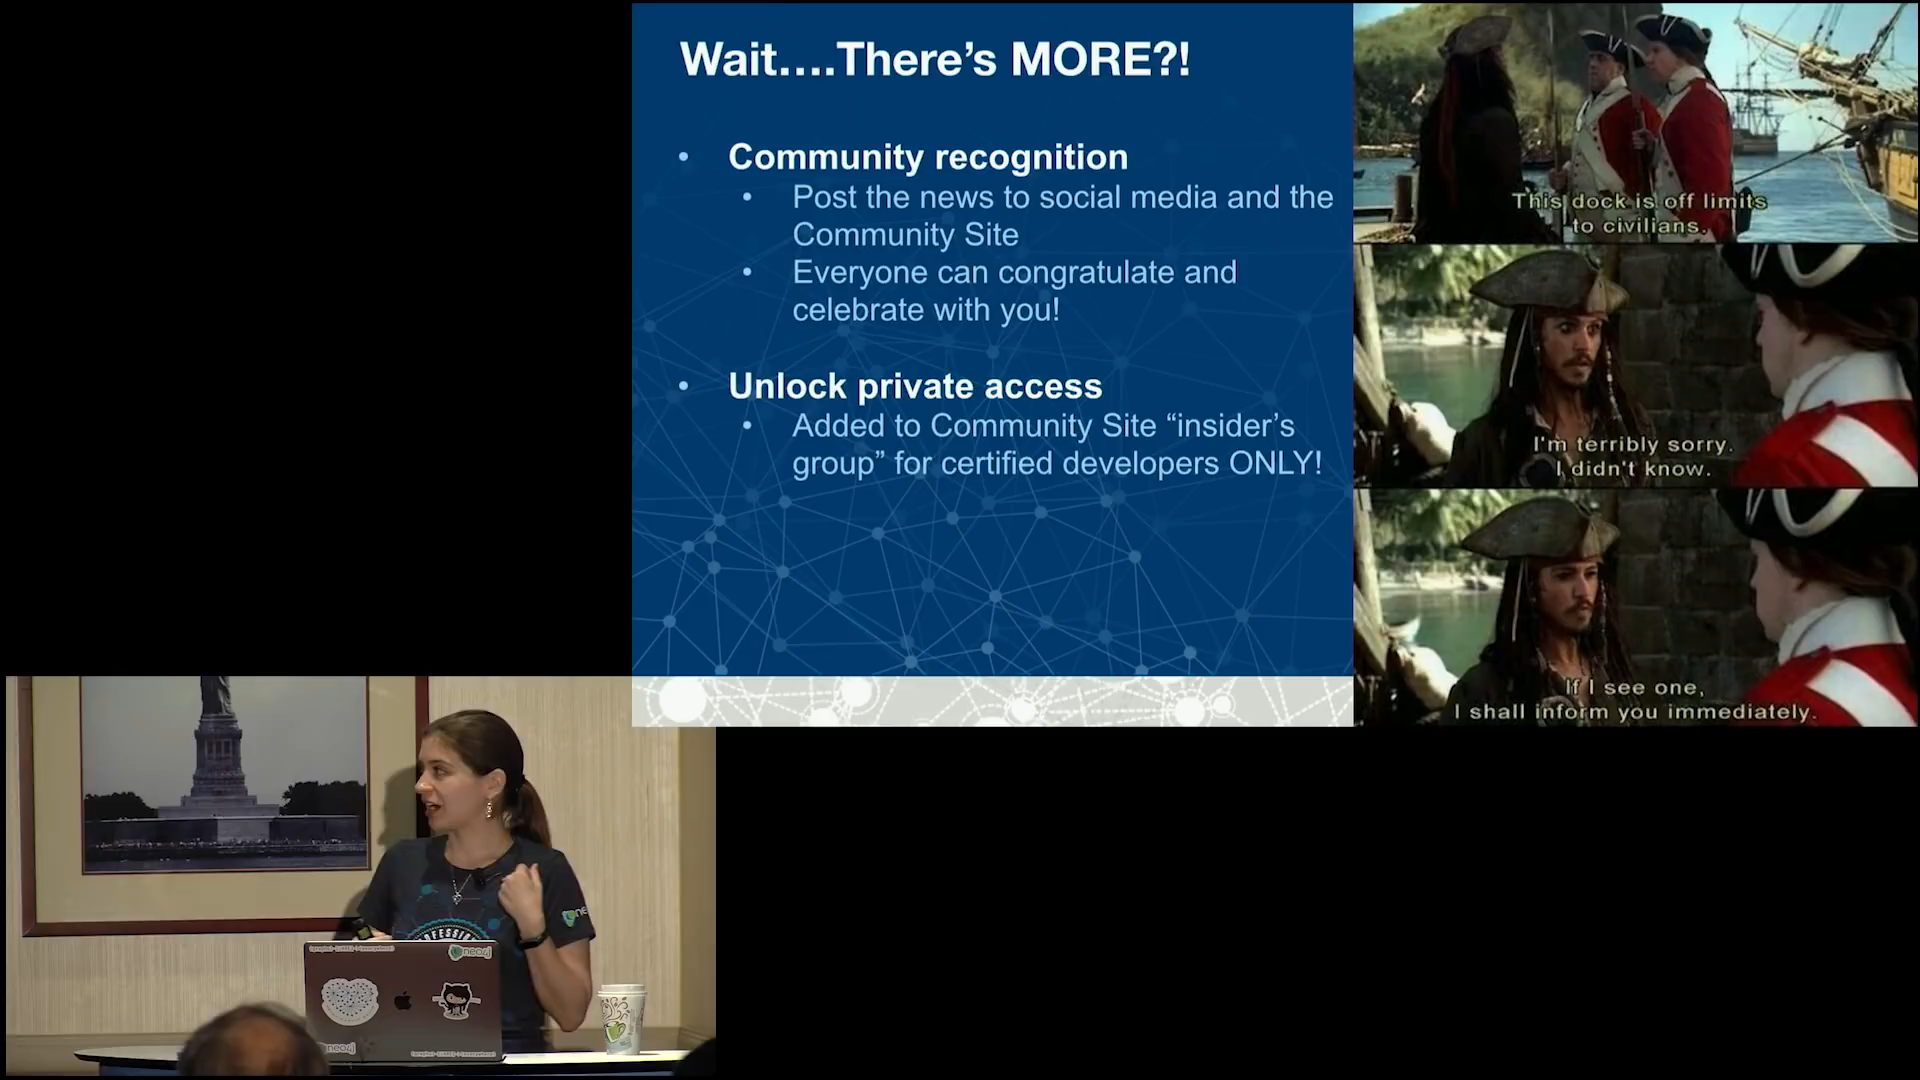 Wait....There's MORE?!
• Community recognition
• Post the news to social media and the
Community Site
• Everyone can congratulate and
celebrate with you!
• Unlock private access
• Added to Community Site “insider's
group” for certified developers ONLY!
This dock is off limits
to civilians.
I'm terribly sorry.
I didn't know.
If I see one,
I shall inform you immediately.
neo4j
neo4j